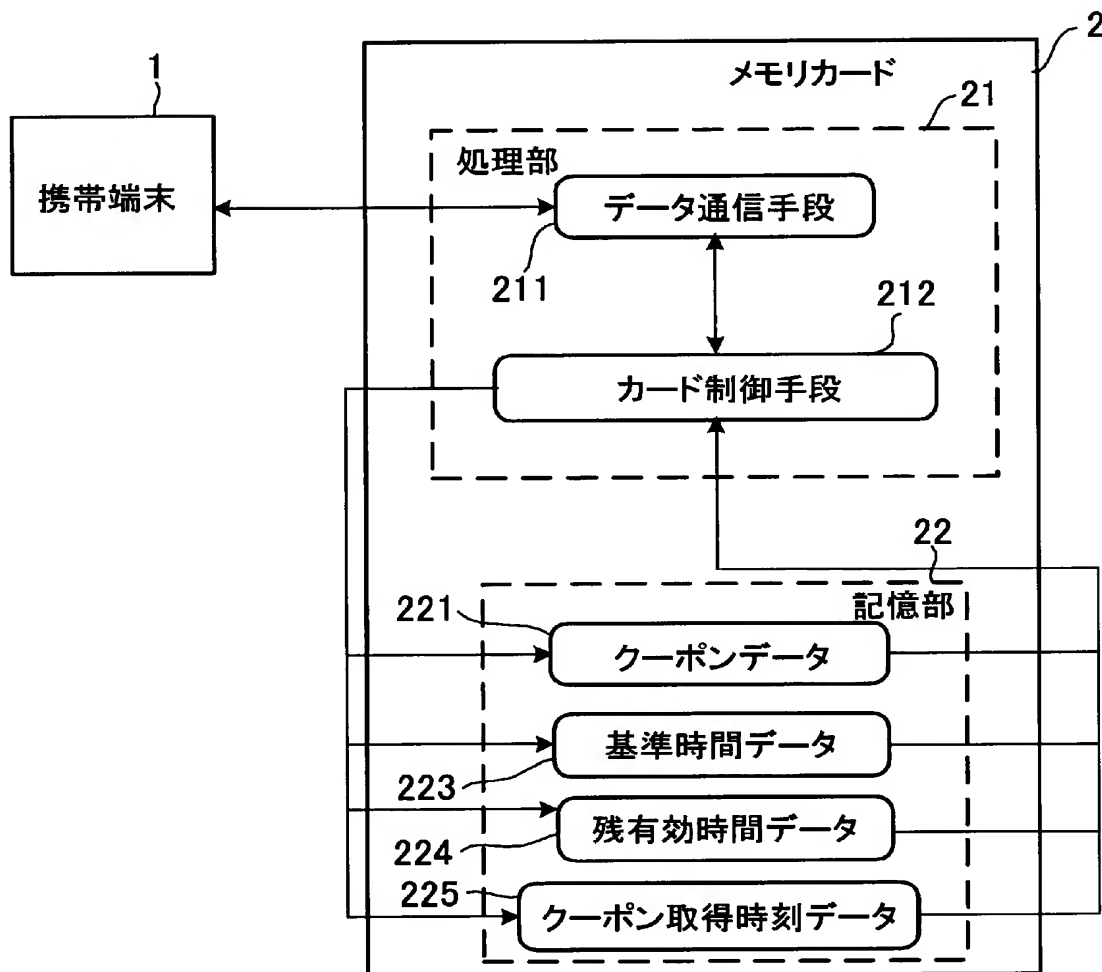 2
メモリカード
1
21
処理部
携帯端末
データ通信手段
211
212
カード制御手段
22
記憶部
221
クーポンデータ
基準時間データ
223
残有効時間データ
224
225
クーポン取得時刻データ